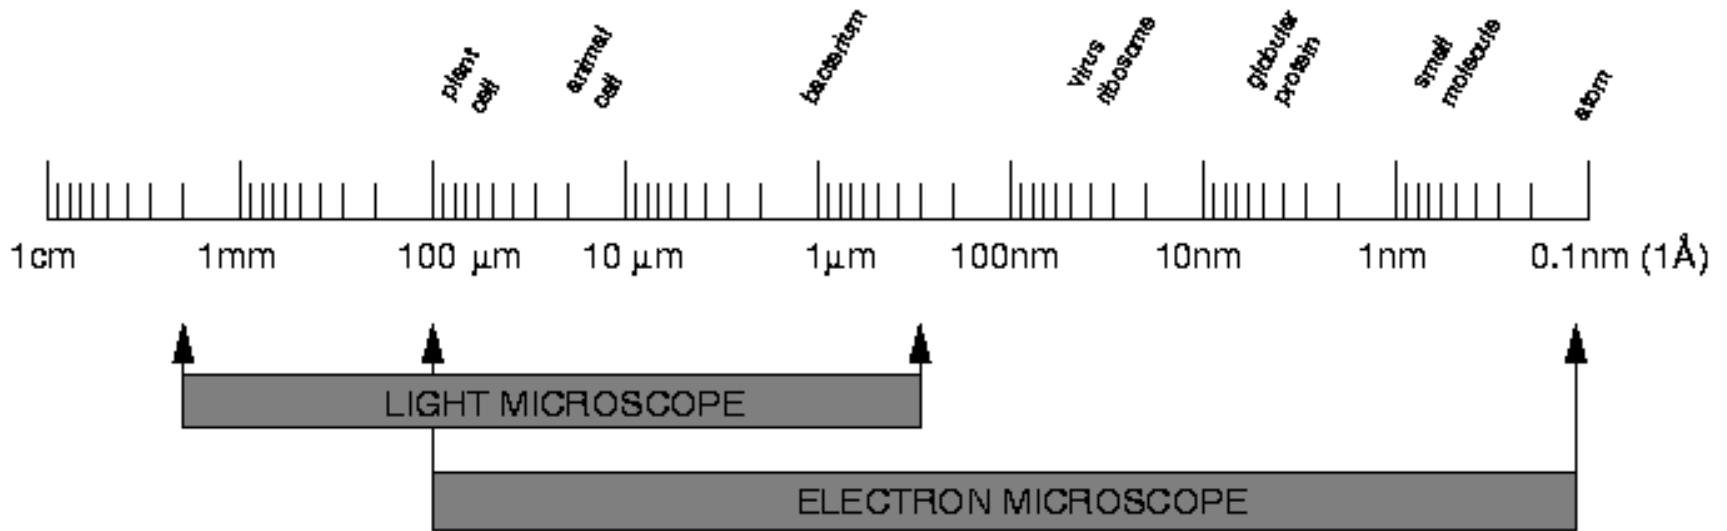 plant
cell
animal
cell
bacterium
virus
ribosome
globular
protein
small
molecule
atom
1cm 1mm 100 μm 10 μm 1μm 100nm 10nm 1nm 0.1nm (1Å)
LIGHT MICROSCOPE
ELECTRON MICROSCOPE